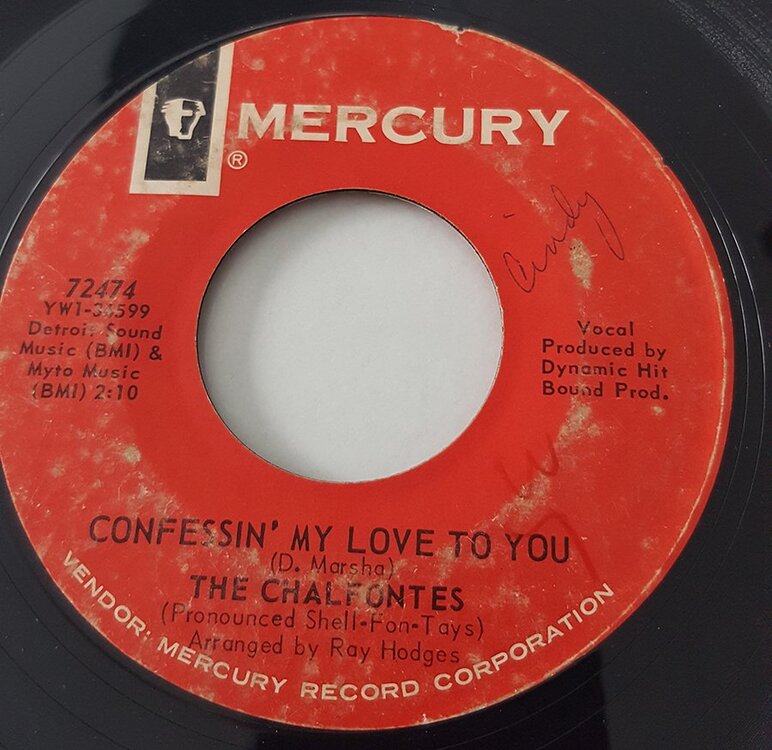 MERCURY
®
cindy
72474
YW1-34599
Detroit Sound
Music (BMI) &
Myto Music
(BMI) 2:10
Vocal
Produced by
Dynamic Hit
Bound Prod.
CONFESSIN' MY LOVE TO YOU
(D. Marsha)
THE CHALFONTES
(Pronounced Shell-Fon-Tays)
Arranged by Ray Hodges
VENDOR: MERCURY RECORD CORPORATION